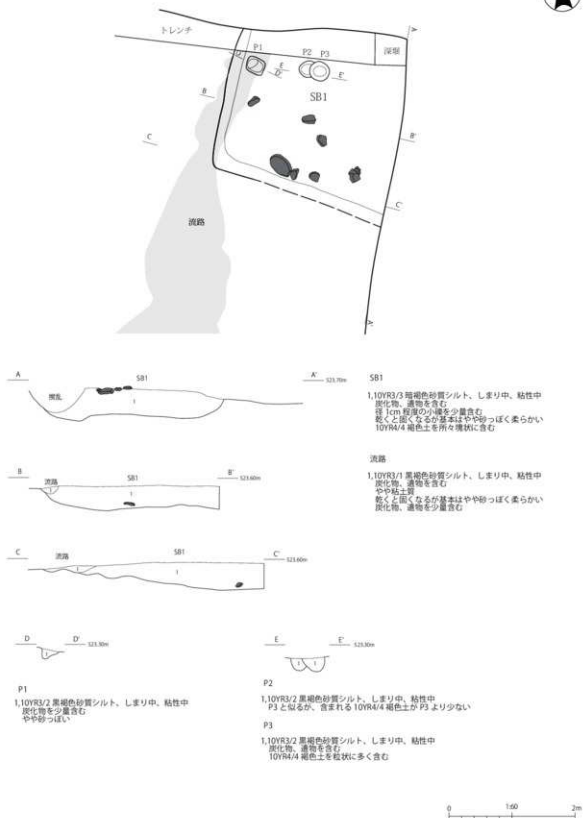 トレンチ
深堀
A
P1
P2 P3
D
D'
E
E'
SB1
B
B'
C
C'
流路
A'
A
SB1
A'
523.70m
撹乱
1
B
流路
SB1
B'
523.60m
1
1
C
流路
SB1
C'
523.60m
1
1
D
D'
523.30m
1
E
E'
523.30m
1
1
SB1
1,10YR3/3 暗褐色砂質シルト、しまり中、粘性中
炭化物、遺物を含む
径 1cm 程度の小礫を少量含む
乾くと固くなるが基本はやや砂っぽく柔らかい
10YR4/4 褐色土を所々塊状に含む
流路
1,10YR3/1 黒褐色砂質シルト、しまり中、粘性中
炭化物、遺物を含む
やや粘土質
乾くと固くなるが基本はやや砂っぽく柔らかい
炭化物、遺物を少量含む
P1
1,10YR3/2 黒褐色砂質シルト、しまり中、粘性中
炭化物を少量含む
やや砂っぽい
P2
1,10YR3/2 黒褐色砂質シルト、しまり中、粘性中
P3 と似るが、含まれる 10YR4/4 褐色土が P3 より少ない
P3
1,10YR3/2 黒褐色砂質シルト、しまり中、粘性中
炭化物、遺物を含む
10YR4/4 褐色土を粒状に多く含む
0 1:60 2m